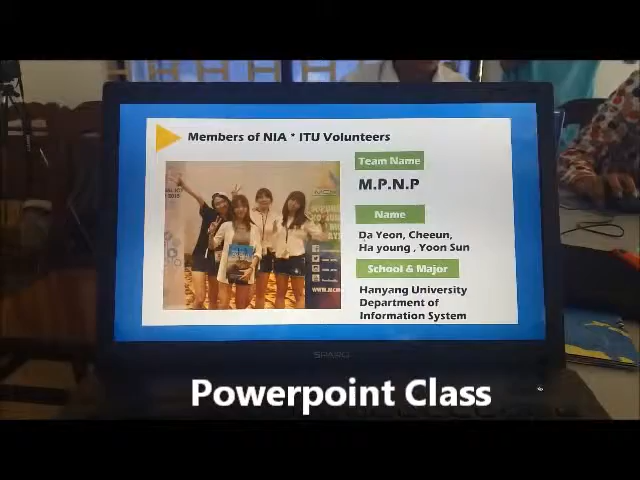 Members of NIA * ITU Volunteers
Team Name
M.P.N.P
Name
Da Yeon, Cheeun,
Ha young , Yoon Sun
School & Major
Hanyang University
Department of
Information System
SPARQ
Powerpoint Class